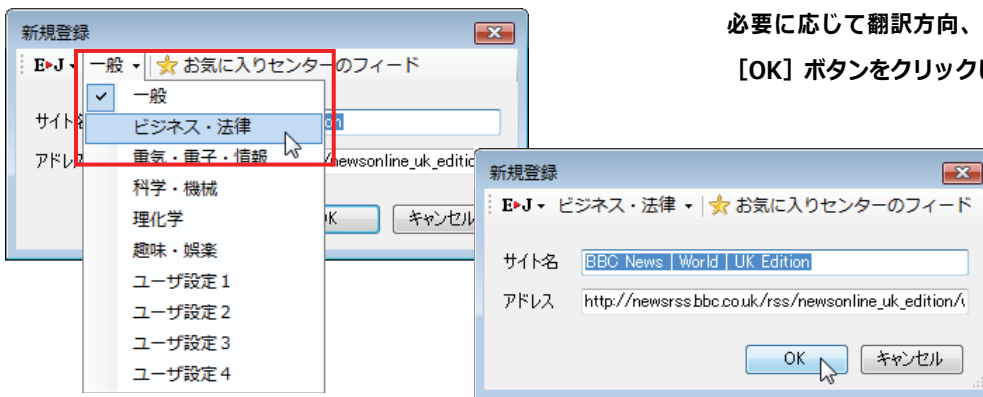 必要に応じて翻訳方向、
［OK］ボタンをクリックし
新規登録
E▸J 一般 お気に入りセンターのフィード
一般
サイト名
ビジネス・法律
アドレス
電気・電子・情報
/newsonline_uk_editic
科学・機械
理化学
キャンセル
趣味・娯楽
ユーザ設定1
ユーザ設定2
ユーザ設定3
ユーザ設定4
新規登録
E▸J ビジネス・法律 お気に入りセンターのフィード
サイト名 BBC News | World | UK Edition
アドレス http://newsrss.bbc.co.uk/rss/newsonline_uk_edition/
OK キャンセル